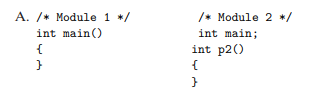 A. /* Module 1 */ /* Module 2 */
int main() int main;
{ int p2()
} {
}